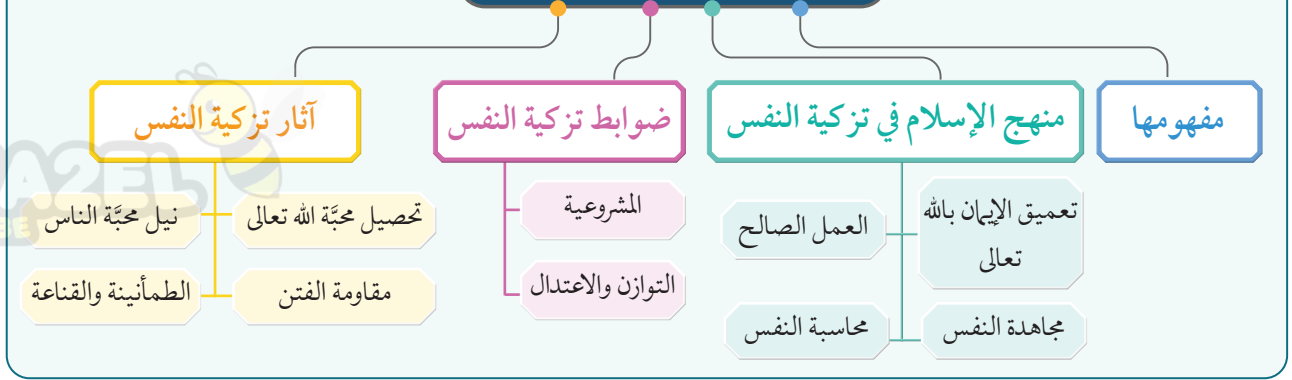 مفهومها
منهج الإسلام في تزكية النفس
ضوابط تزكية النفس
آثار تزكية النفس
تعميق الإيمان بالله
تعالى
العمل الصالح
مجاهدة النفس
محاسبة النفس
المشروعية
التوازن والاعتدال
تحصيل محبَّة الله تعالى
نيل محبَّة الناس
مقاومة الفتن
الطمأنينة والقناعة